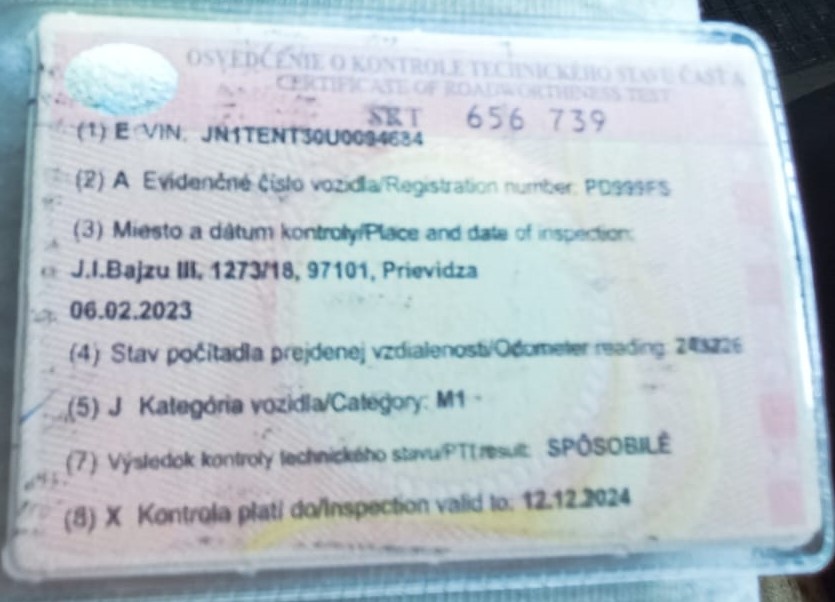 OSVEDČENIE O KONTROLE TECHNICKÉHO STAVU ČASŤ A
CERTIFICATE OF ROADWORTHINESS TEST
SKT 656 739
(1) E VIN: JN1TENT30U0094684
(2) A Evidenčné číslo vozidla/Registration number: PD999FS
(3) Miesto a dátum kontroly/Place and date of inspection:
J.I.Bajzu III. 1273/18, 97101, Prievidza
06.02.2023
(4) Stav počítadla prejdenej vzdialenosti/Odometer reading:
(5) J Kategória vozidla/Category: M1
(7) Výsledok kontroly technického stavu/PTI result: SPÔSOBILÉ
(8) X Kontrola platí do/Inspection valid to: 12.12.2024